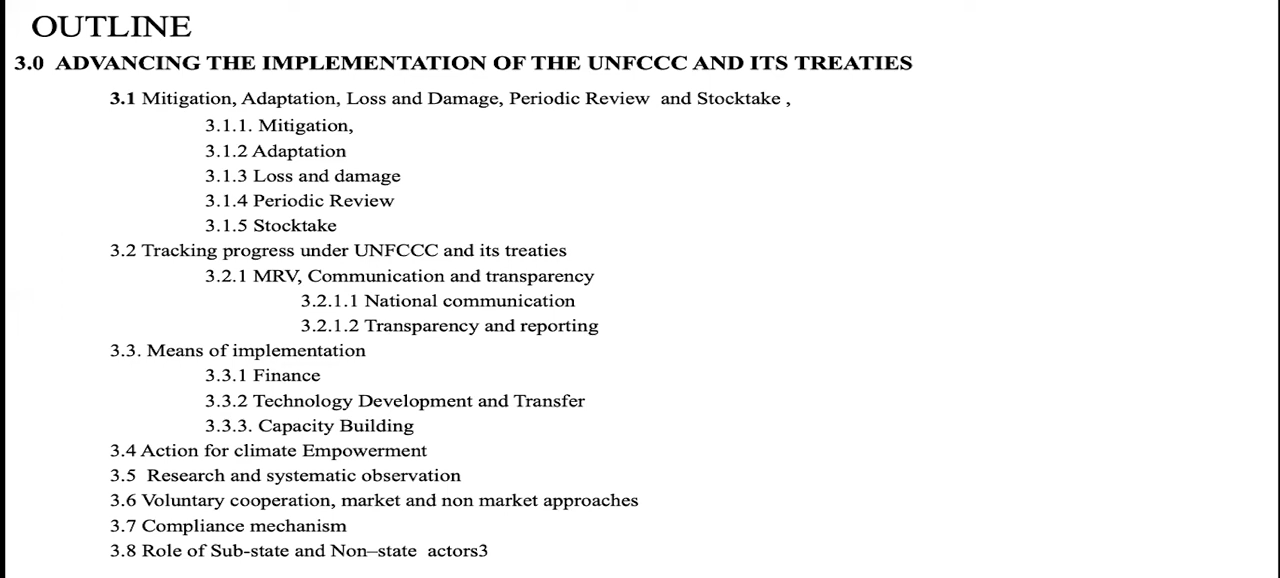 OUTLINE
3.0 ADVANCING THE IMPLEMENTATION OF THE UNFCCC AND ITS TREATIES
3.1 Mitigation, Adaptation, Loss and Damage, Periodic Review and Stocktake ,
3.1.1. Mitigation,
3.1.2 Adaptation
3.1.3 Loss and damage
3.1.4 Periodic Review
3.1.5 Stocktake
3.2 Tracking progress under UNFCCC and its treaties
3.2.1 MRV, Communication and transparency
3.2.1.1 National communication
3.2.1.2 Transparency and reporting
3.3. Means of implementation
3.3.1 Finance
3.3.2 Technology Development and Transfer
3.3.3. Capacity Building
3.4 Action for climate Empowerment
3.5 Research and systematic observation
3.6 Voluntary cooperation, market and non market approaches
3.7 Compliance mechanism
3.8 Role of Sub-state and Non–state actors3